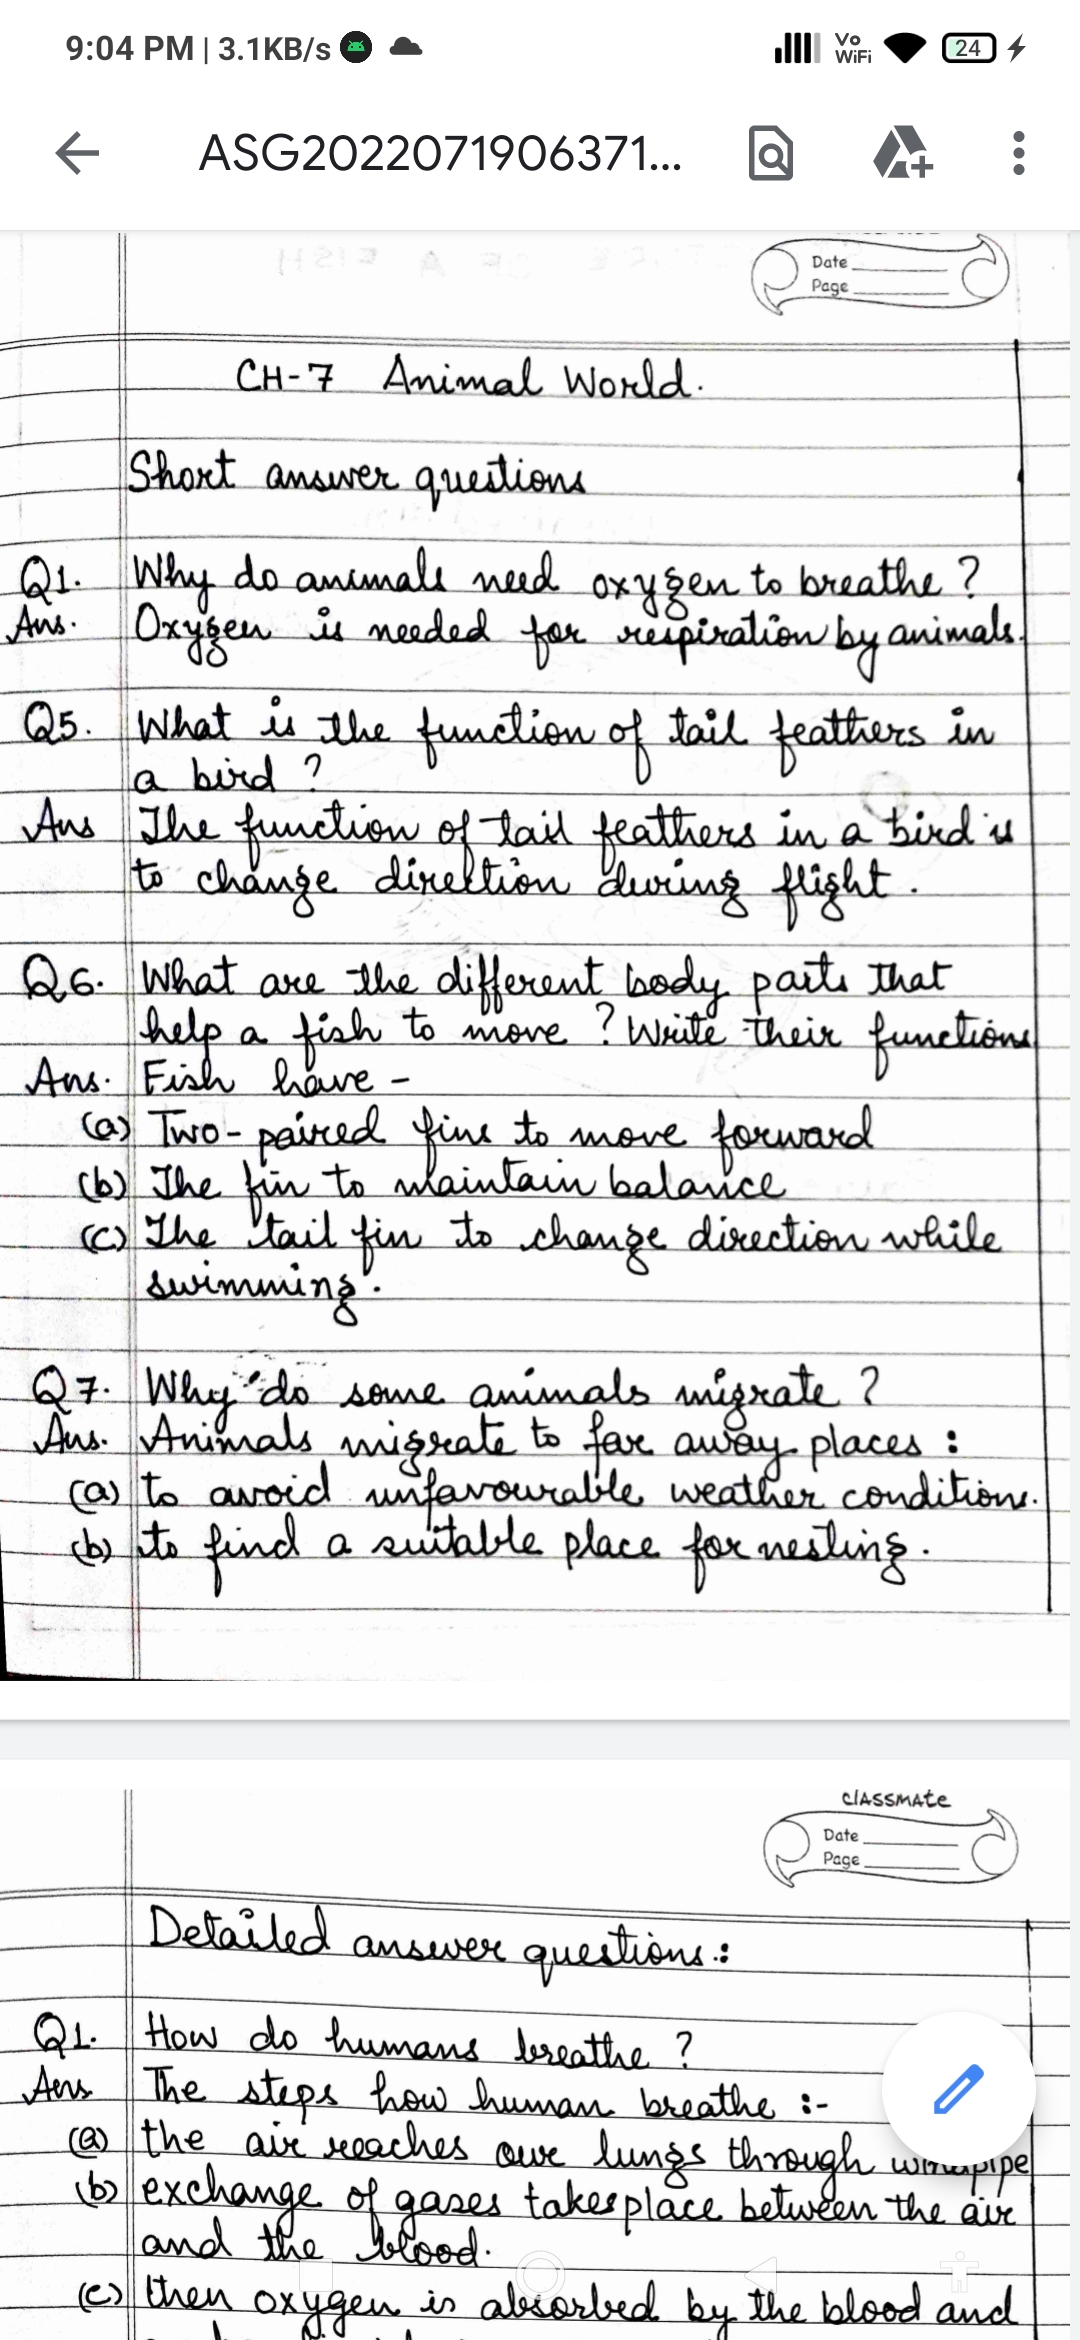 9:04 PM | 3.1KB/s
Vo WiFi 24
ASG2022071906371...
Date
Page
CH-7 Animal World.
Short answer questions
Q1. Why do animals need oxygen to breathe ?
Ans. Oxygen is needed for respiration by animals.
Q5. What is the function of tail feathers in
a bird ?
Ans The function of tail feathers in a bird is
to change direction during flight.
Q6. What are the different body parts that
help a fish to move ? Write their functions
Ans. Fish have -
(a) Two-paired fins to move forward
(b) The fin to maintain balance
(c) The tail fin to change direction while
swimming.
Q7. Why do some animals migrate ?
Ans. Animals migrate to far away places :
(a) to avoid unfavourable weather conditions.
(b) to find a suitable place for nesting.
classmate
Date
Page
Detailed answer questions :
Q1. How do humans breathe ?
Ans The steps how human breathe :-
(a) the air reaches our lungs through windpipe
(b) exchange of gases takes place between the air
and the blood.
(c) then oxygen is absorbed by the blood and